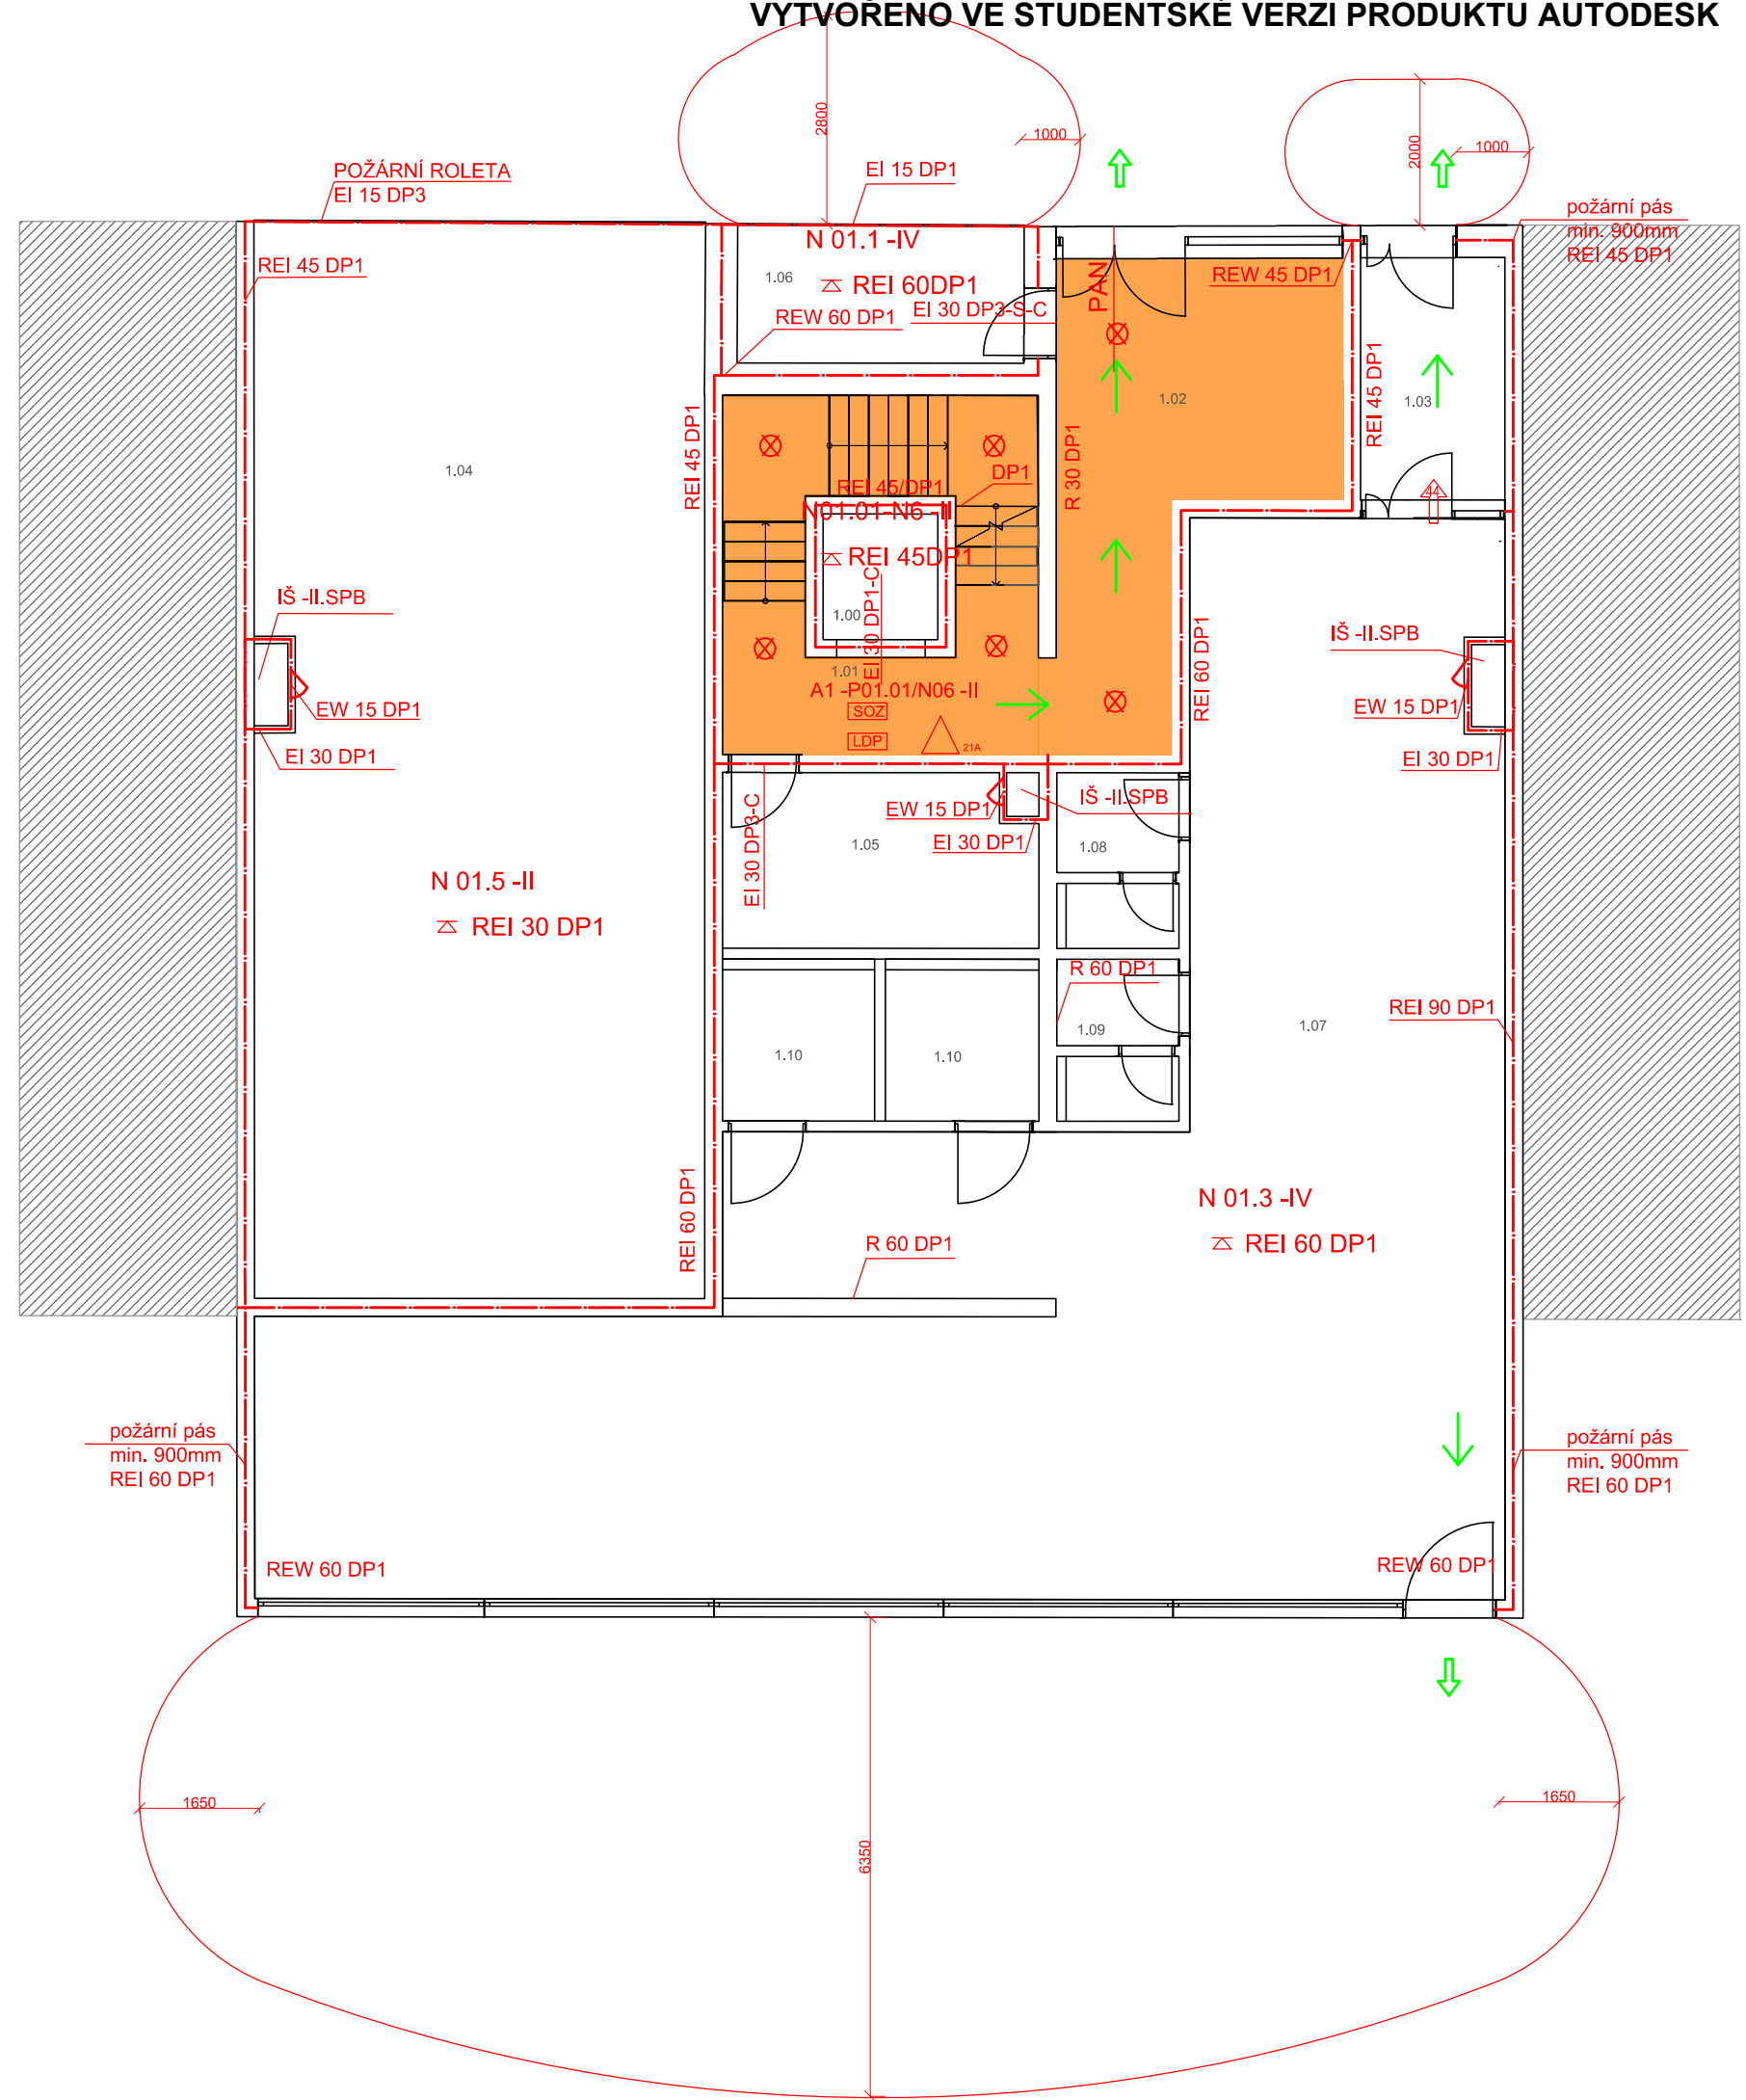 VYTVOŘENO VE STUDENTSKÉ VERZI PRODUKTU AUTODESK
2800
1000
2000
1000
POŽÁRNÍ ROLETA
EI 15 DP3
EI 15 DP1
požární pás
min. 900mm
REI 45 DP1
REI 45 DP1
N 01.1 -IV
1.06
REI 60DP1
REW 60 DP1
EI 30 DP3-S-C
PAN
REW 45 DP1
1.02
1.03
REI 45 DP1
REI 45 DP1
R 30 DP1
1.04
DP1
44
REI 45/DP1
N01.01-N6 -II
REI 45DP1
1.00
EI 30 DP1-C
1.01
A1 -P01.01/N06 -II
SOZ
LDP
21A
IŠ -II.SPB
EW 15 DP1
EI 30 DP1
REI 60 DP1
IŠ -II.SPB
EW 15 DP1
EI 30 DP1
EI 30 DP3-C
EW 15 DP1
IŠ -II.SPB
EI 30 DP1
1.05
1.08
N 01.5 -II
REI 30 DP1
R 60 DP1
1.09
1.10
1.10
1.07
REI 90 DP1
REI 60 DP1
N 01.3 -IV
REI 60 DP1
R 60 DP1
požární pás
min. 900mm
REI 60 DP1
požární pás
min. 900mm
REI 60 DP1
REW 60 DP1
REW 60 DP1
1650
1650
6350